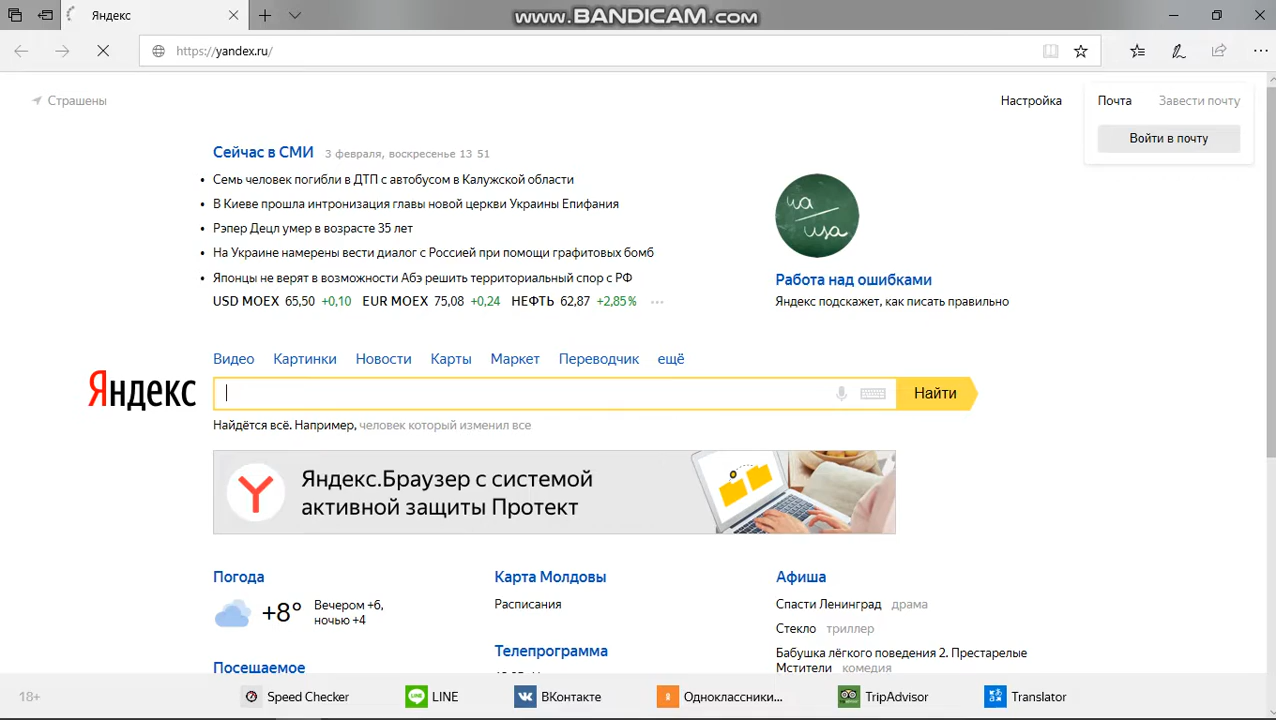 Яндекс
www.BANDICAM.com
https://yandex.ru/
Страшены
Настройка
Почта
Завести почту
Войти в почту
Сейчас в СМИ
3 февраля, воскресенье 13 51
Семь человек погибли в ДТП с автобусом в Калужской области
В Киеве прошла интронизация главы новой церкви Украины Епифания
Рэпер Децл умер в возрасте 35 лет
На Украине намерены вести диалог с Россией при помощи графитовых бомб
Японцы не верят в возможности Абэ решить территориальный спор с РФ
USD MOEX 65,50 +0,10 EUR MOEX 75,08 +0,24 НЕФТЬ 62,87 +2,85% ···
ца
uza
Работа над ошибками
Яндекс подскажет, как писать правильно
Видео Картинки Новости Карты Маркет Переводчик ещё
Яндекс
Найти
Найдётся всё. Например, человек который изменил все
Яндекс.Браузер с системой
активной защиты Протект
Погода
+8°
Вечером +6,
ночью +4
Посещаемое
Карта Молдовы
Расписания
Телепрограмма
Афиша
Спасти Ленинград драма
Стекло триллер
Бабушка лёгкого поведения 2. Престарелые
Мстители комедия
18+
Speed Checker
LINE
ВКонтакте
Одноклассники...
TripAdvisor
Translator